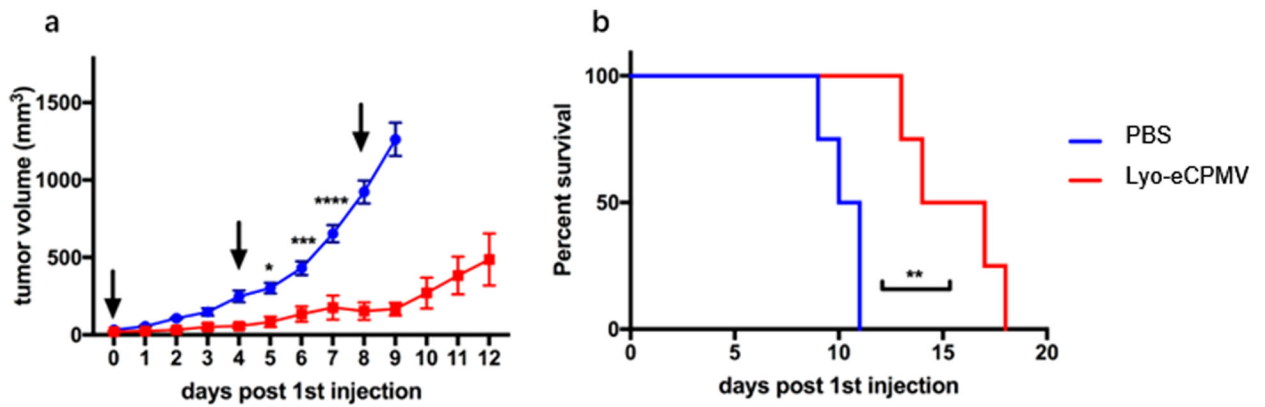 a
tumor volume (mm³)
1500
1000
500
0
*
***
****
0 1 2 3 4 5 6 7 8 9 10 11 12
days post 1st injection
b
Percent survival
100
50
0
**
0 5 10 15 20
days post 1st injection
PBS
Lyo-eCPMV